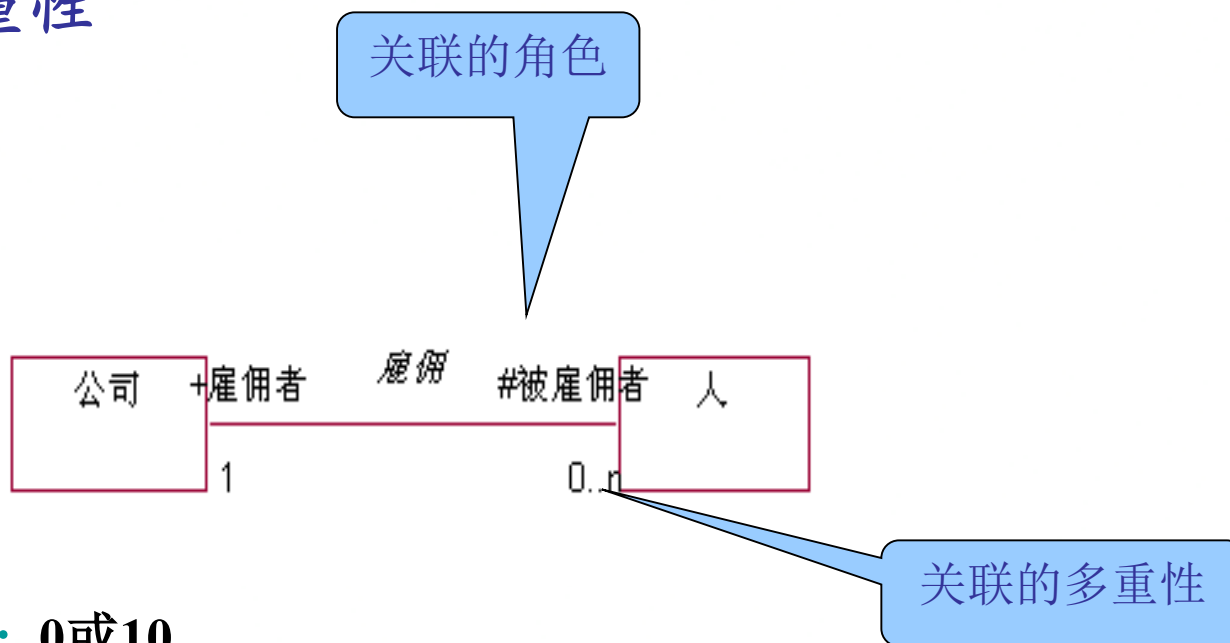 重性
关联的角色
公司 +雇佣者 雇佣 #被雇佣者 人
1 0..n
关联的多重性
: 0或10